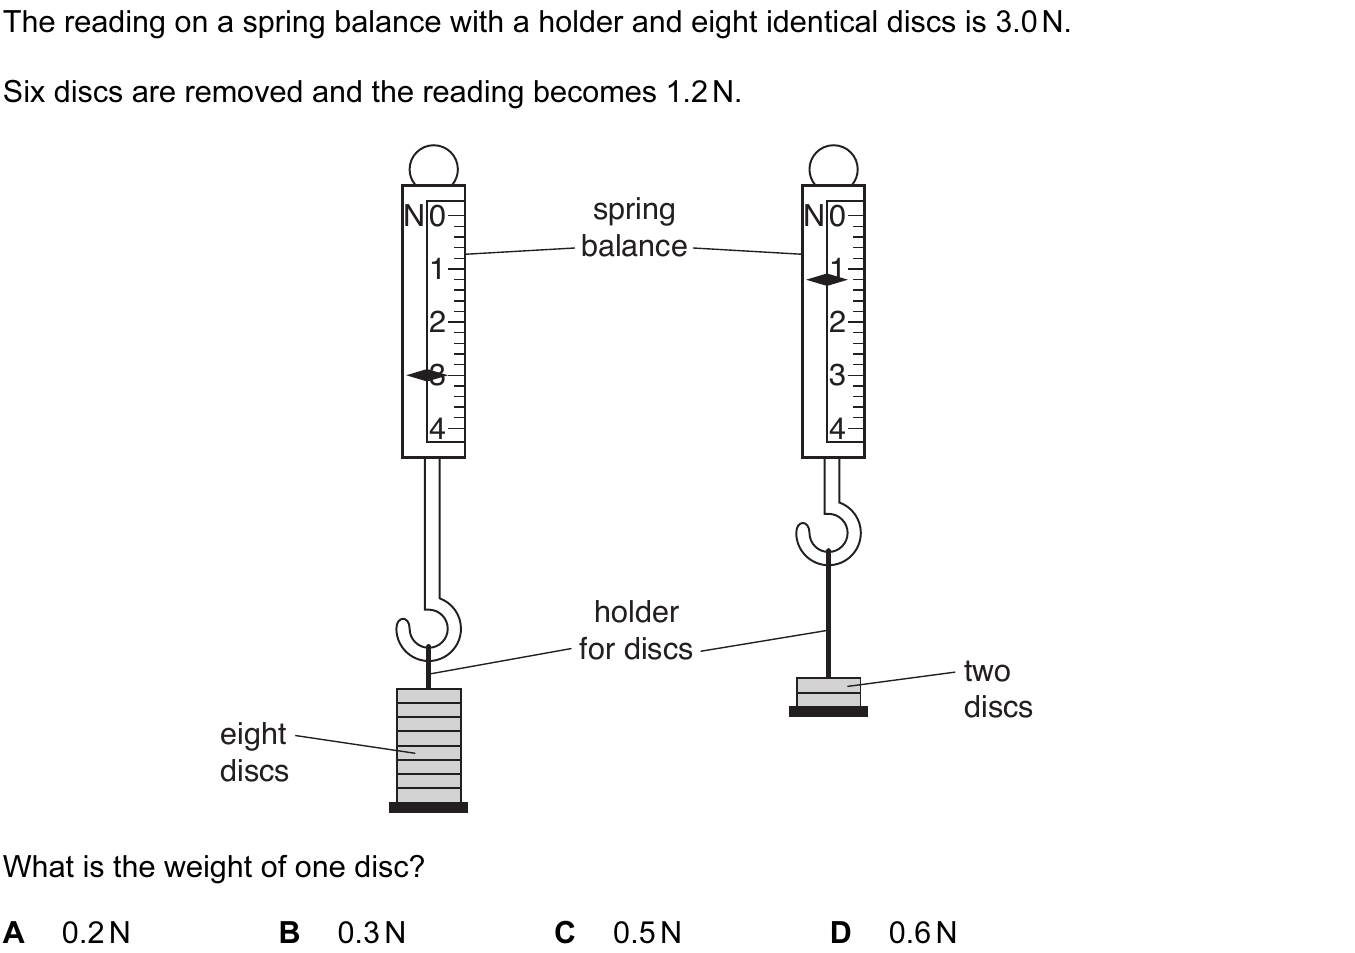 The reading on a spring balance with a holder and eight identical discs is 3.0 N.
Six discs are removed and the reading becomes 1.2 N.
N 0
1
2
3
4
spring
balance
N 0
1
2
3
4
holder
for discs
two
discs
eight
discs
What is the weight of one disc?
A 0.2 N B 0.3 N C 0.5 N D 0.6 N